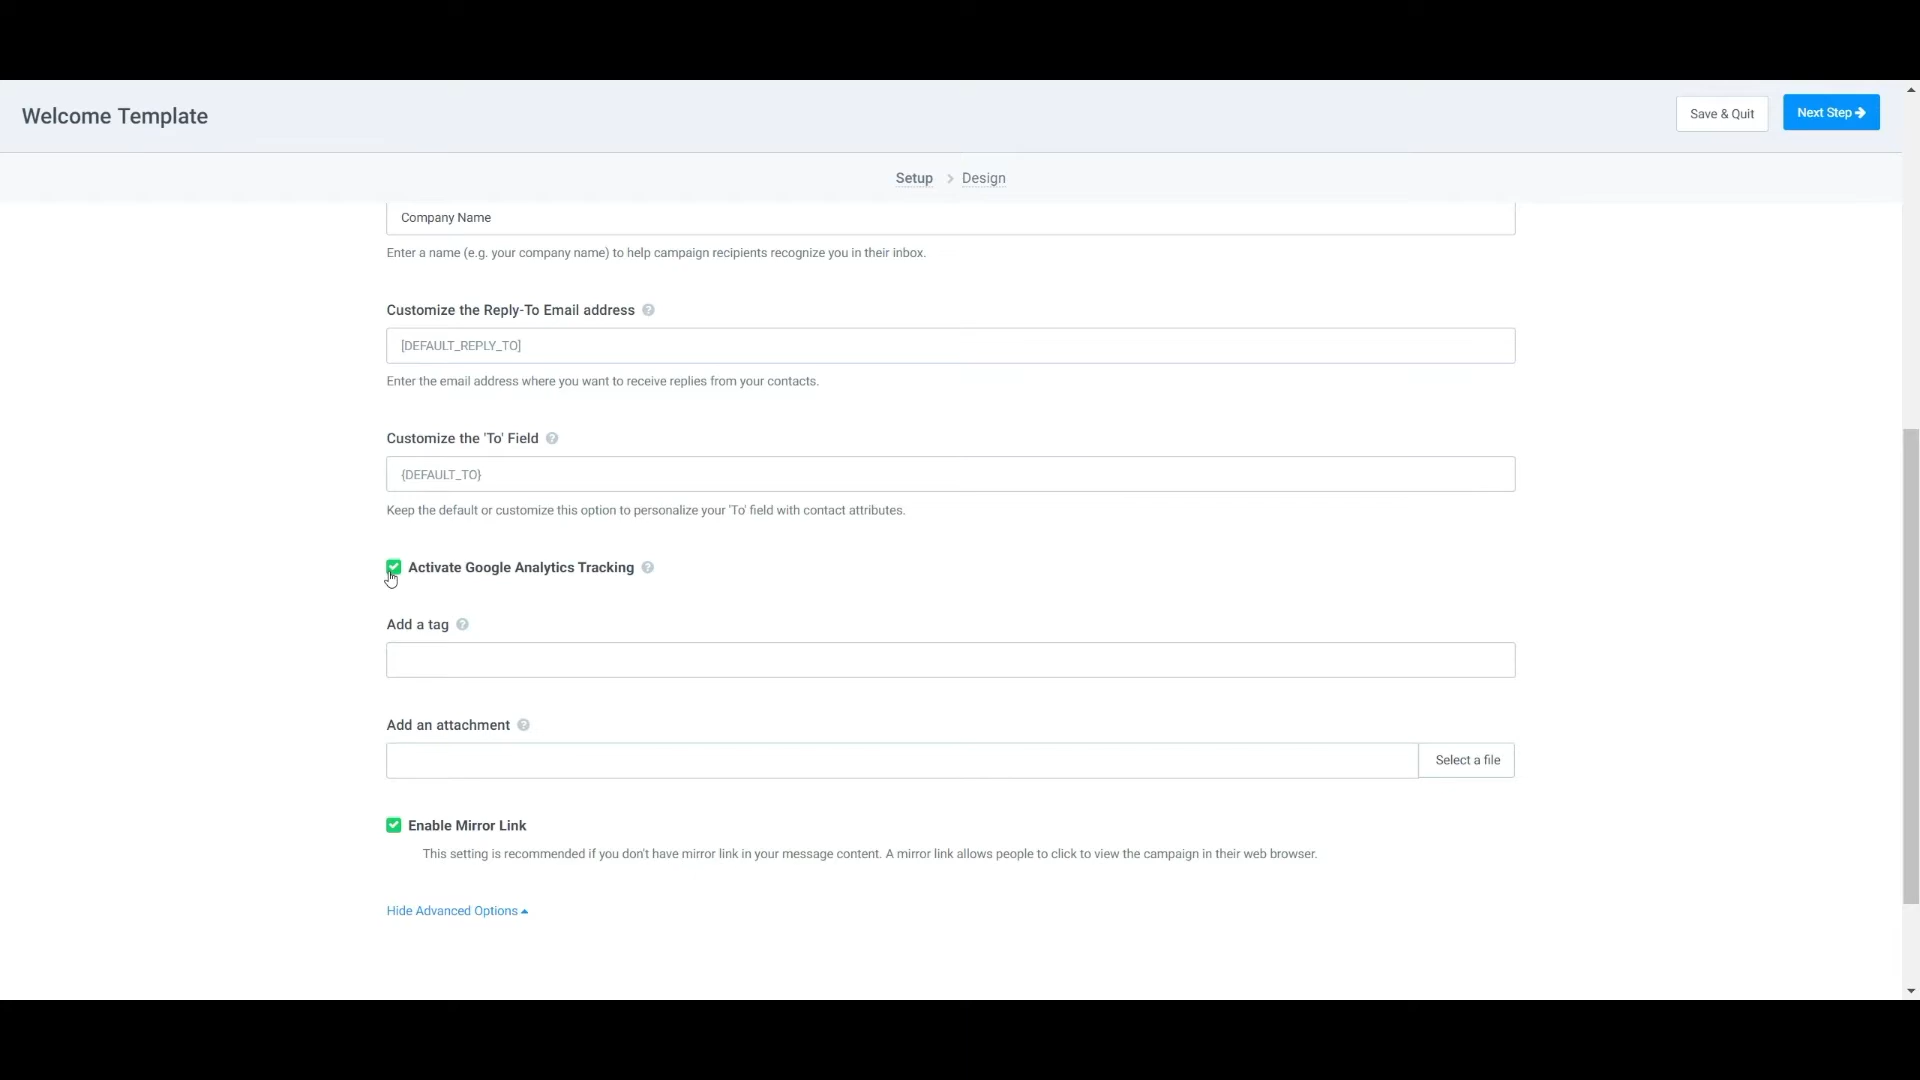 Welcome Template
Save & Quit
Next Step
Setup
Design
Company Name
Enter a name (e.g. your company name) to help campaign recipients recognize you in their inbox.
Customize the Reply-To Email address
[DEFAULT_REPLY_TO]
Enter the email address where you want to receive replies from your contacts.
Customize the 'To' Field
{DEFAULT_TO}
Keep the default or customize this option to personalize your 'To' field with contact attributes.
Activate Google Analytics Tracking
Add a tag
Add an attachment
Select a file
Enable Mirror Link
This setting is recommended if you don't have mirror link in your message content. A mirror link allows people to click to view the campaign in their web browser.
Hide Advanced Options